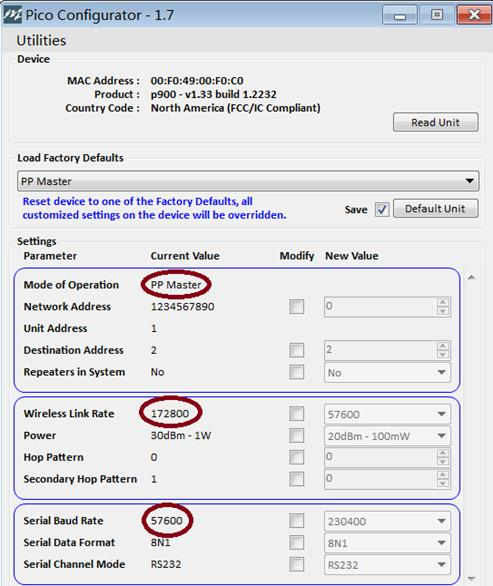 Pico Configurator - 1.7
Utilities
Device
MAC Address : 00:F0:49:00:F0:C0
Product : p900 - v1.33 build 1.2232
Country Code : North America (FCC/IC Compliant)
Read Unit
Load Factory Defaults
PP Master
Reset device to one of the Factory Defaults, all
customized settings on the device will be overridden.
Save Default Unit
Settings
Parameter Current Value Modify New Value
Mode of Operation PP Master
Network Address 1234567890 0
Unit Address 1
Destination Address 2 2
Repeaters in System No No
Wireless Link Rate 172800 57600
Power 30dBm - 1W 20dBm - 100mW
Hop Pattern 0 0
Secondary Hop Pattern 1 0
Serial Baud Rate 57600 230400
Serial Data Format 8N1 8N1
Serial Channel Mode RS232 RS232